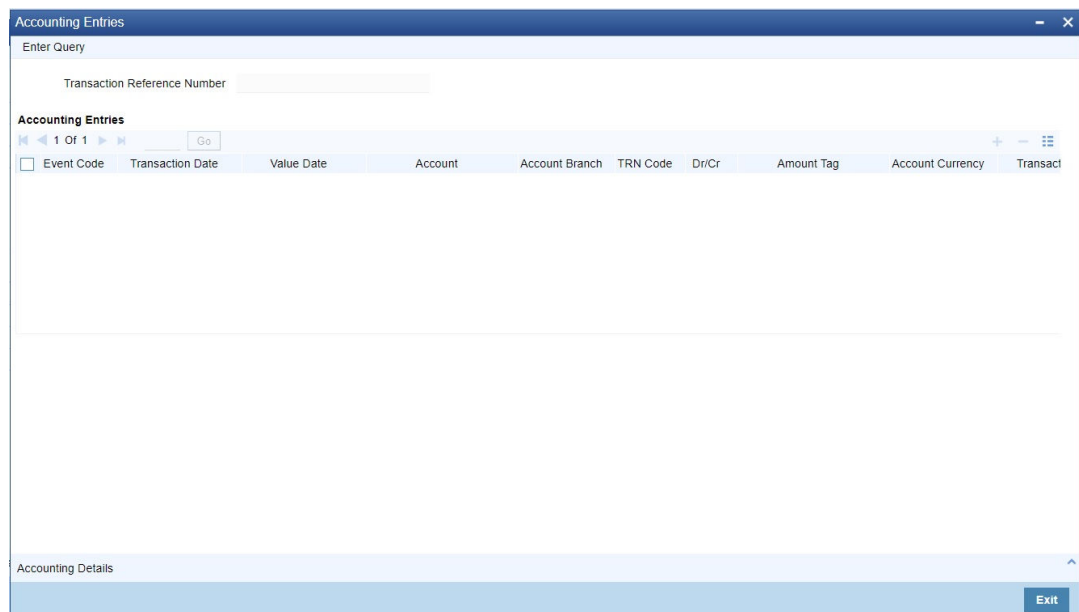 Accounting Entries
Enter Query
Transaction Reference Number
Accounting Entries
1 Of 1 Go
Event Code Transaction Date Value Date Account Account Branch TRN Code Dr/Cr Amount Tag Account Currency Transact
Accounting Details
Exit